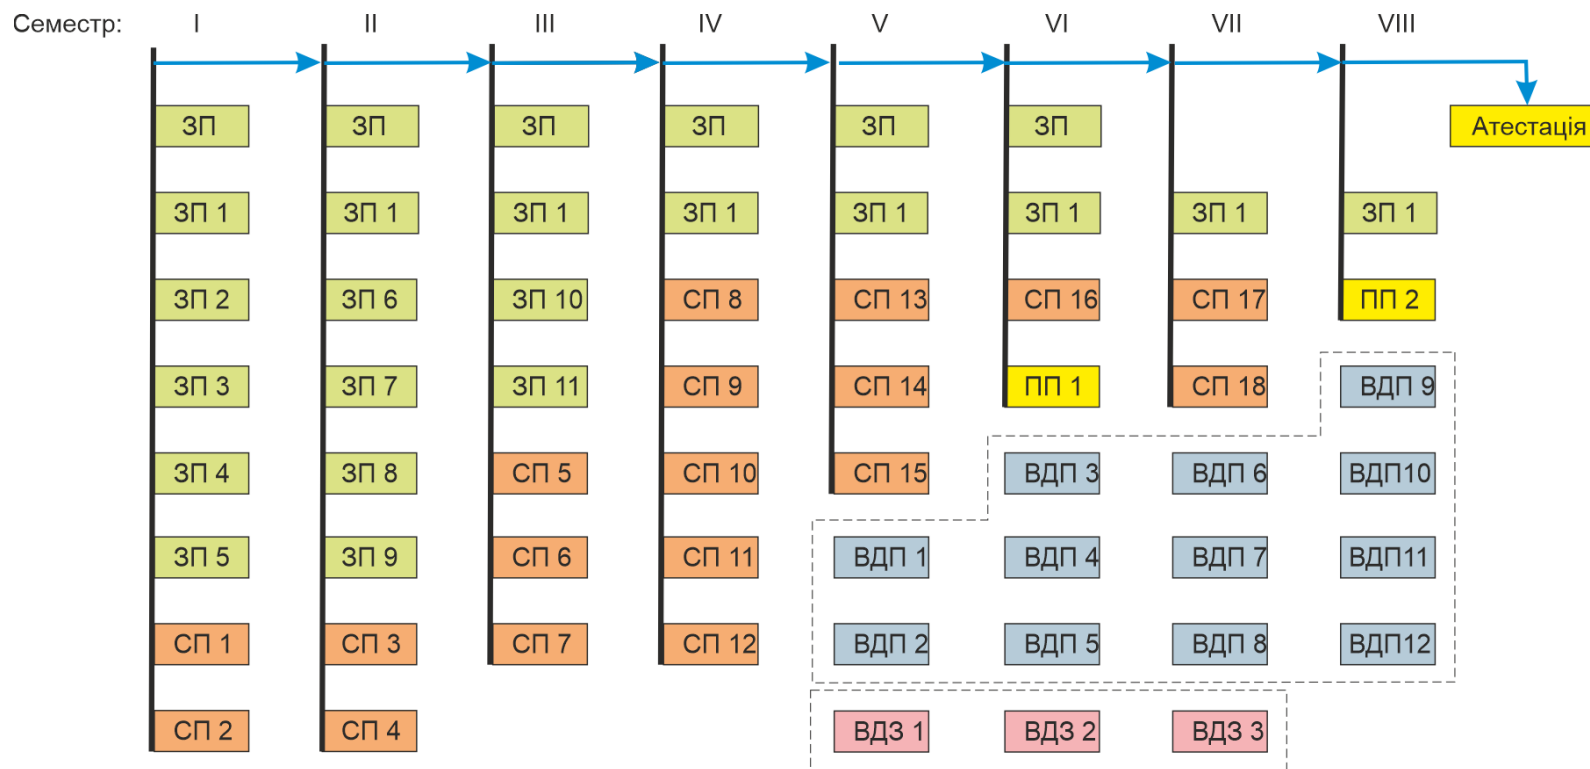 Семестр: I II III IV V VI VII VIII
ЗП ЗП ЗП ЗП ЗП ЗП Атестація
ЗП 1 ЗП 1 ЗП 1 ЗП 1 ЗП 1 ЗП 1 ЗП 1 ЗП 1
ЗП 2 ЗП 6 ЗП 10 СП 8 СП 13 СП 16 СП 17 ПП 2
ЗП 3 ЗП 7 ЗП 11 СП 9 СП 14 ПП 1 СП 18 ВДП 9
ЗП 4 ЗП 8 СП 5 СП 10 СП 15 ВДП 3 ВДП 6 ВДП10
ЗП 5 ЗП 9 СП 6 СП 11 ВДП 1 ВДП 4 ВДП 7 ВДП11
СП 1 СП 3 СП 7 СП 12 ВДП 2 ВДП 5 ВДП 8 ВДП12
СП 2 СП 4 ВДЗ 1 ВДЗ 2 ВДЗ 3